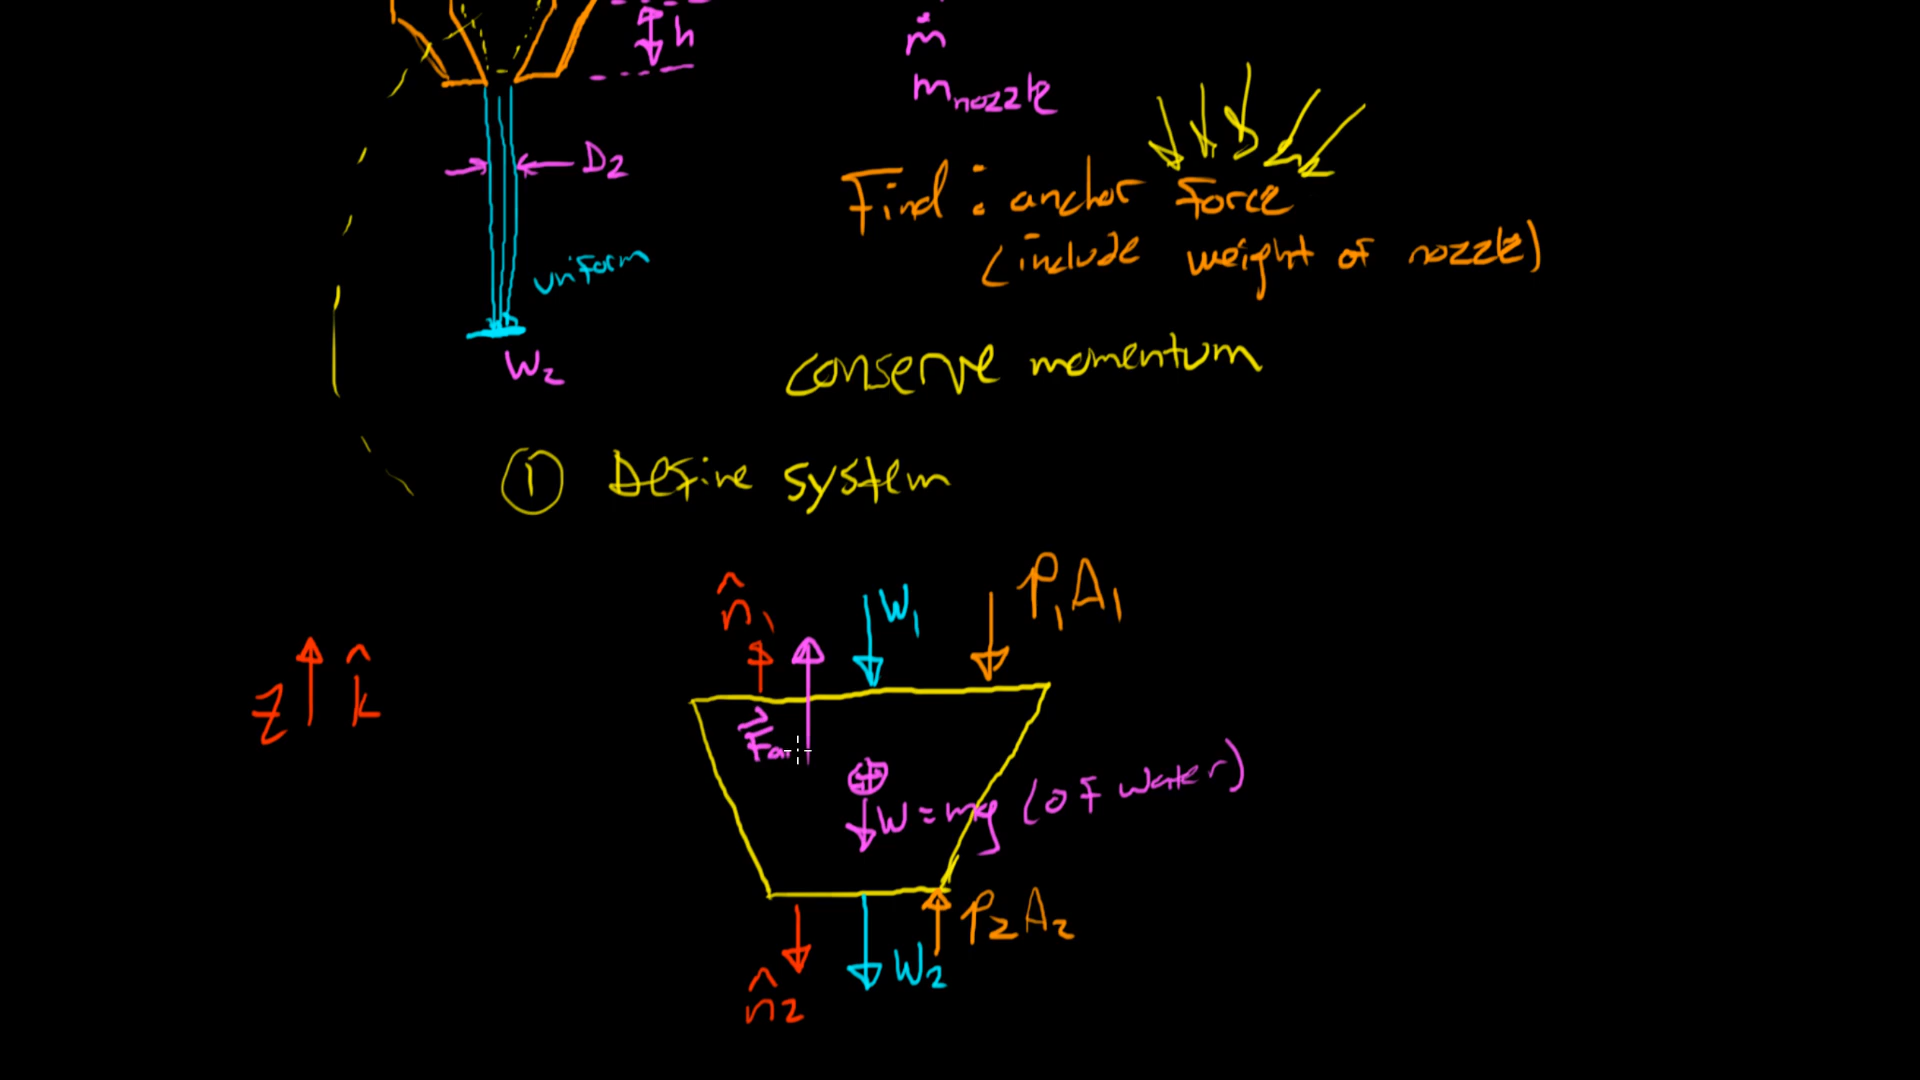 h
ṁ
m_nozzle
D₂
Find : anchor Force
(include weight of nozzle)
uniform
W₂
conserve momentum
① Define system
n̂₁
W₁
P₁A₁
z k̂
W = mg (of water)
P₂A₂
W₂
n̂₂